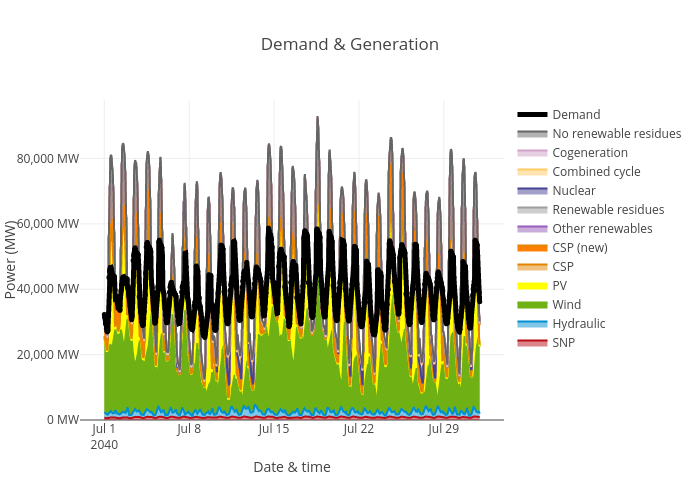 Demand & Generation
Power (MW)
80,000 MW
60,000 MW
40,000 MW
20,000 MW
0 MW
Jul 1
2040
Jul 8
Jul 15
Jul 22
Jul 29
Date & time
Demand
No renewable residues
Cogeneration
Combined cycle
Nuclear
Renewable residues
Other renewables
CSP (new)
CSP
PV
Wind
Hydraulic
SNP